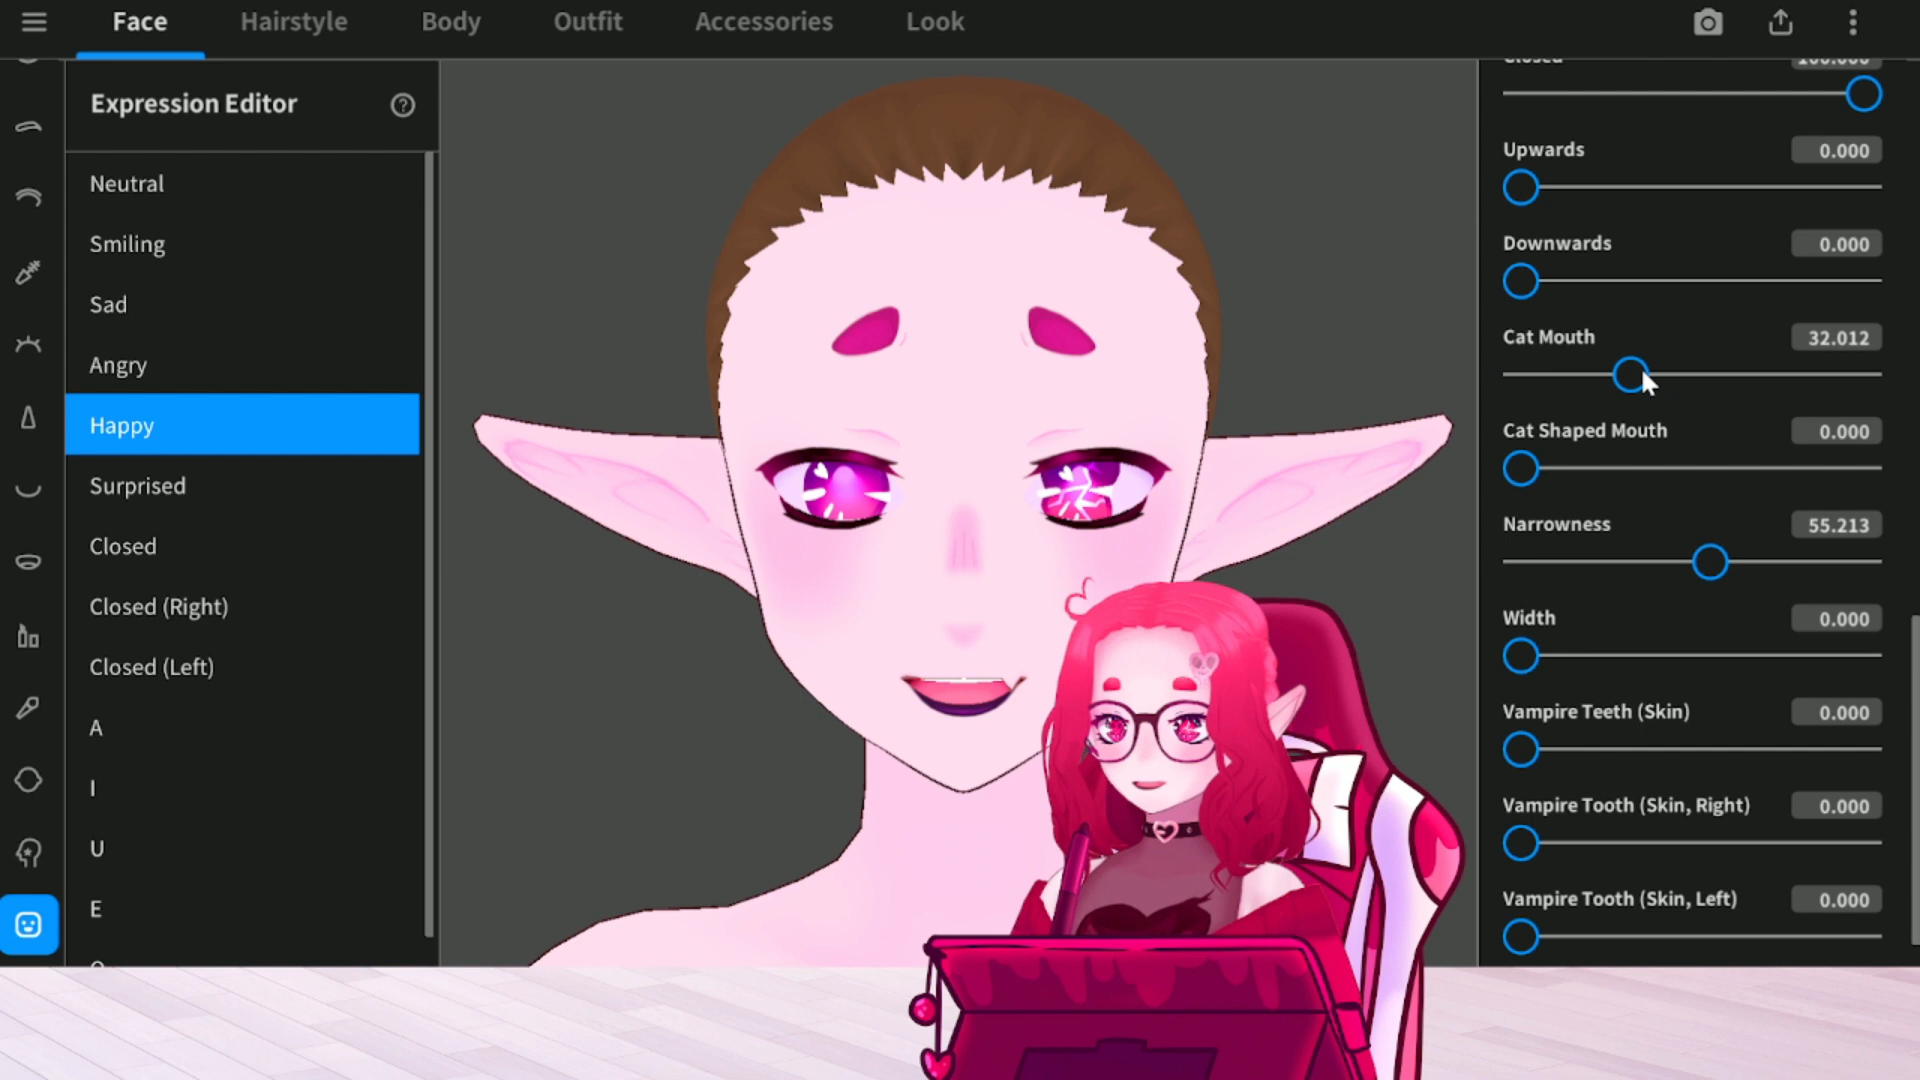 Face Hairstyle Body Outfit Accessories Look
Expression Editor
Neutral
Smiling
Sad
Angry
Happy
Surprised
Closed
Closed (Right)
Closed (Left)
A
I
U
E
Closed 100.000
Upwards 0.000
Downwards 0.000
Cat Mouth 32.012
Cat Shaped Mouth 0.000
Narrowness 55.213
Width 0.000
Vampire Teeth (Skin) 0.000
Vampire Tooth (Skin, Right) 0.000
Vampire Tooth (Skin, Left) 0.000